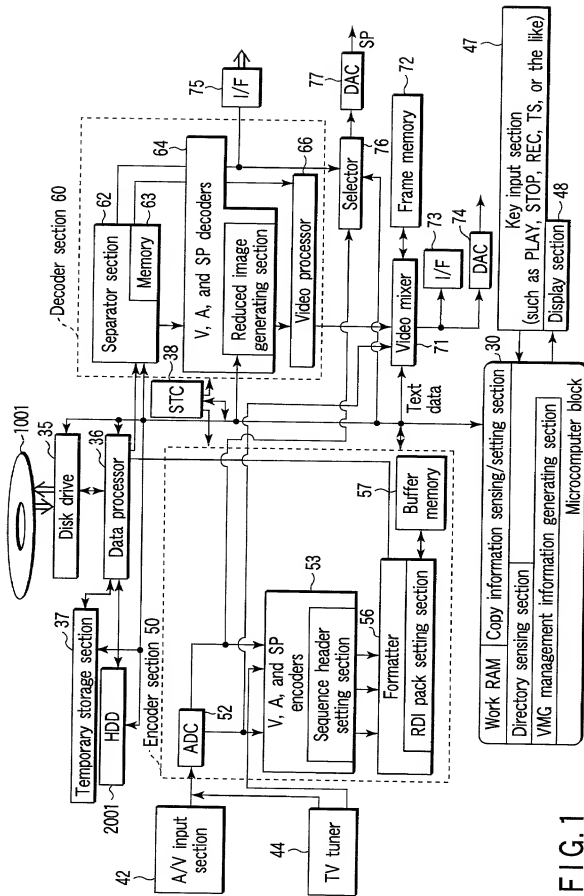 1001
35
Disk drive
36
Data processor
37
Temporary storage section
HDD
2001
Encoder section 50
42
A/V input
section
44
TV tuner
ADC
52
53
V, A, and SP
encoders
Sequence header
setting section
56
Formatter
RDI pack setting section
57
Buffer
memory
38
STC
Decoder section 60
62
Separator section
63
Memory
64
V, A, and SP decoders
Reduced image
generating section
66
Video processor
75
I/F
77
DAC
SP
76
Selector
72
Frame memory
71
Video mixer
73
I/F
74
DAC
Text
data
30
Work RAM
Copy information sensing/setting section
Directory sensing section
VMG management information generating section
Microcomputer block
47
Key input section
(such as PLAY, STOP, REC, TS, or the like)
48
Display section
FIG. 1